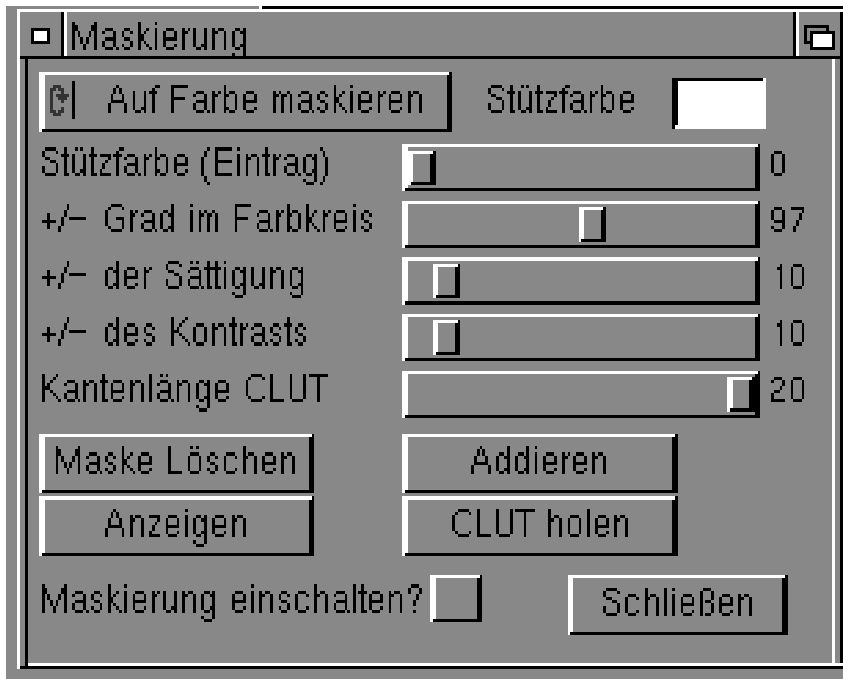 Maskierung
Auf Farbe maskieren Stützfarbe
Stützfarbe (Eintrag) 0
+/- Grad im Farbkreis 97
+/- der Sättigung 10
+/- des Kontrasts 10
Kantenlänge CLUT 20
Maske Löschen Addieren
Anzeigen CLUT holen
Maskierung einschalten? Schließen